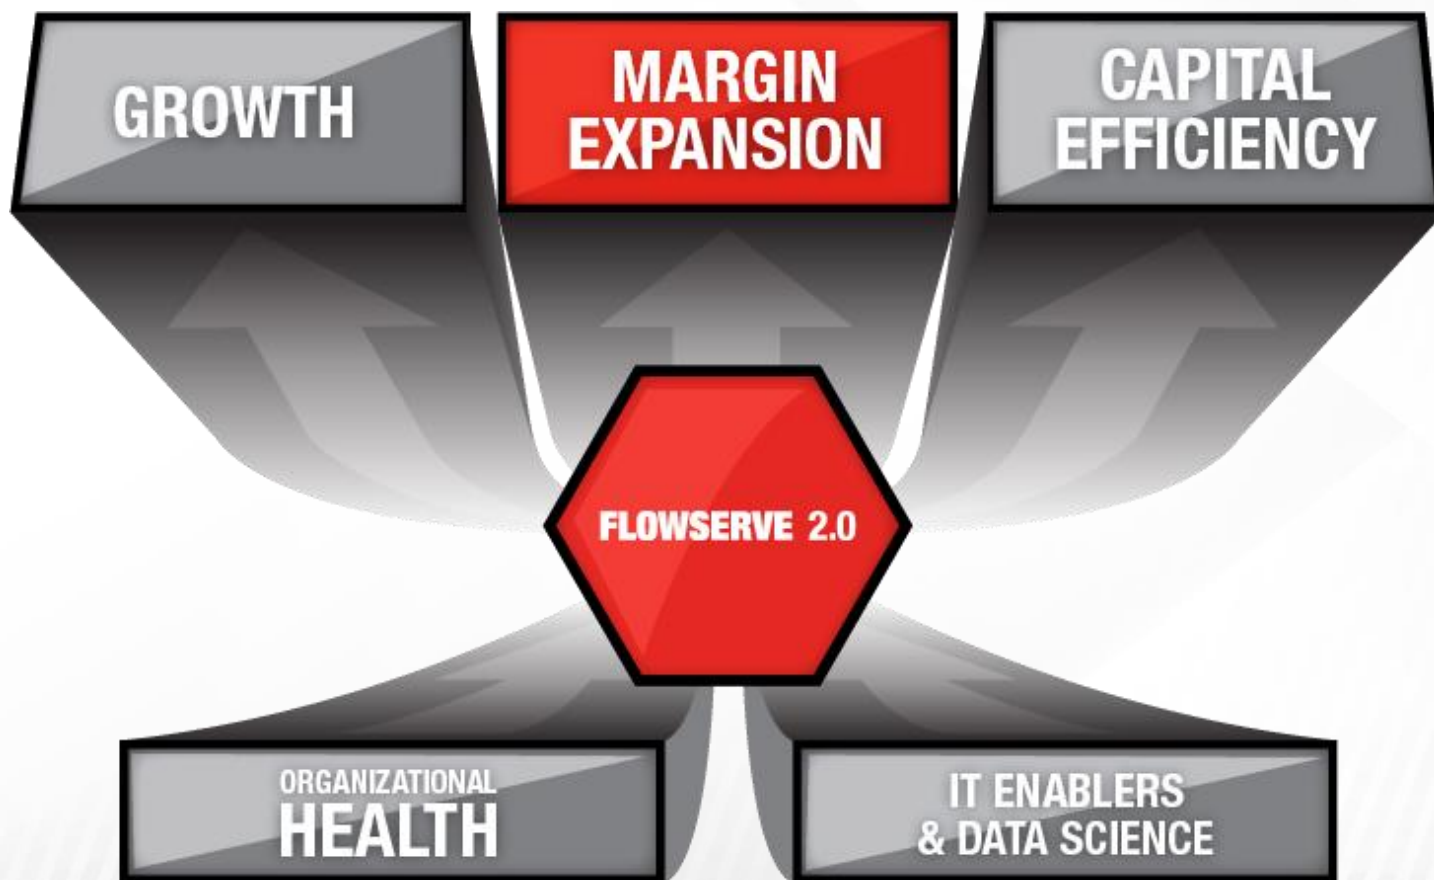 GROWTH
MARGIN
EXPANSION
CAPITAL
EFFICIENCY
FLOWSERVE 2.0
ORGANIZATIONAL
HEALTH
IT ENABLERS
& DATA SCIENCE